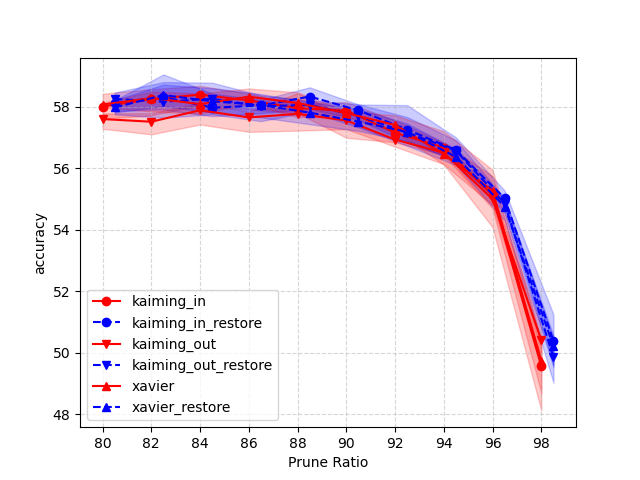 58
56
54
52
50
48
accuracy
kaiming_in
kaiming_in_restore
kaiming_out
kaiming_out_restore
xavier
xavier_restore
80 82 84 86 88 90 92 94 96 98
Prune Ratio